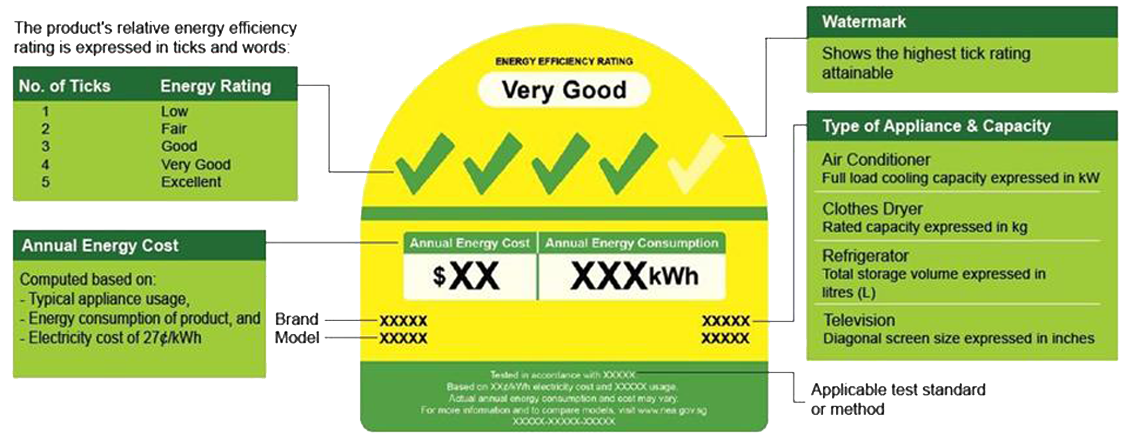 The product's relative energy efficiency
rating is expressed in ticks and words:
No. of Ticks Energy Rating
1 Low
2 Fair
3 Good
4 Very Good
5 Excellent
Annual Energy Cost
Computed based on:
- Typical appliance usage,
- Energy consumption of product, and
- Electricity cost of 27¢/kWh
ENERGY EFFICIENCY RATING
Very Good
Annual Energy Cost Annual Energy Consumption
$XX XXXkWh
Brand XXXXX XXXXX
Model XXXXX XXXXX
Tested in accordance with XXXXX.
Based on XX¢/kWh electricity cost and XXXXX usage.
Actual annual energy consumption and cost may vary.
For more information and to compare models, visit www.nea.gov.sg
XXXXX-XXXXX-XXXXX
Watermark
Shows the highest tick rating
attainable
Type of Appliance & Capacity
Air Conditioner
Full load cooling capacity expressed in kW
Clothes Dryer
Rated capacity expressed in kg
Refrigerator
Total storage volume expressed in
litres (L)
Television
Diagonal screen size expressed in inches
Applicable test standard
or method